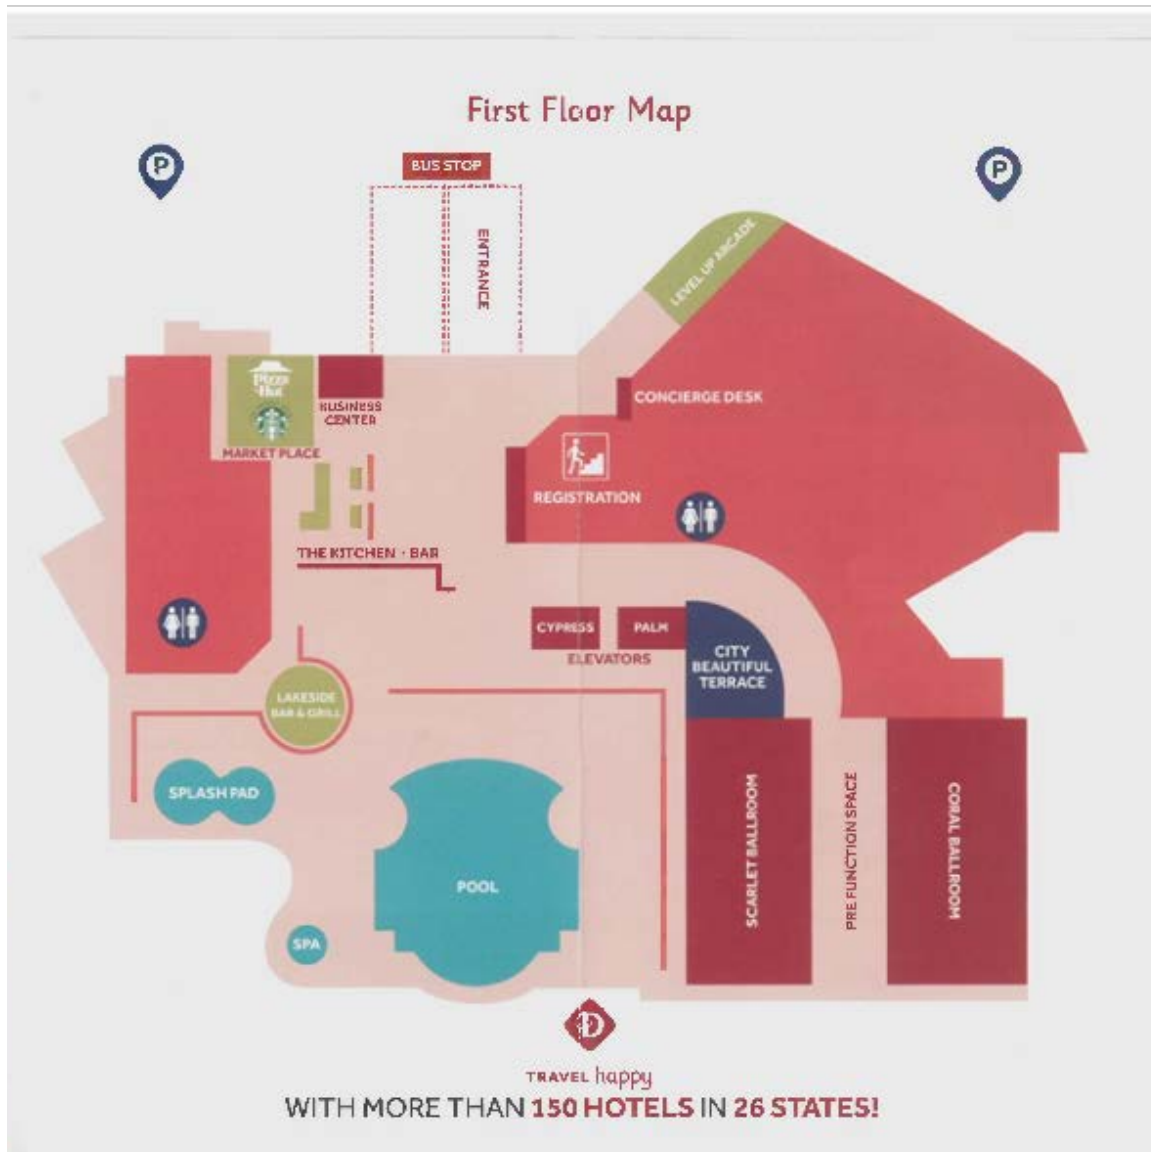 First Floor Map
P
P
BUS STOP
ENTRANCE
LEVEL UP ARCADE
Pizza
Hut
BUSINESS
CENTER
MARKET PLACE
CONCIERGE DESK
REGISTRATION
THE KITCHEN · BAR
CYPRESS
PALM
ELEVATORS
CITY
BEAUTIFUL
TERRACE
LAKESIDE
BAR & GRILL
SPLASH PAD
POOL
SPA
SCARLET BALLROOM
PRE FUNCTION SPACE
CORAL BALLROOM
D
TRAVEL happy
WITH MORE THAN 150 HOTELS IN 26 STATES!